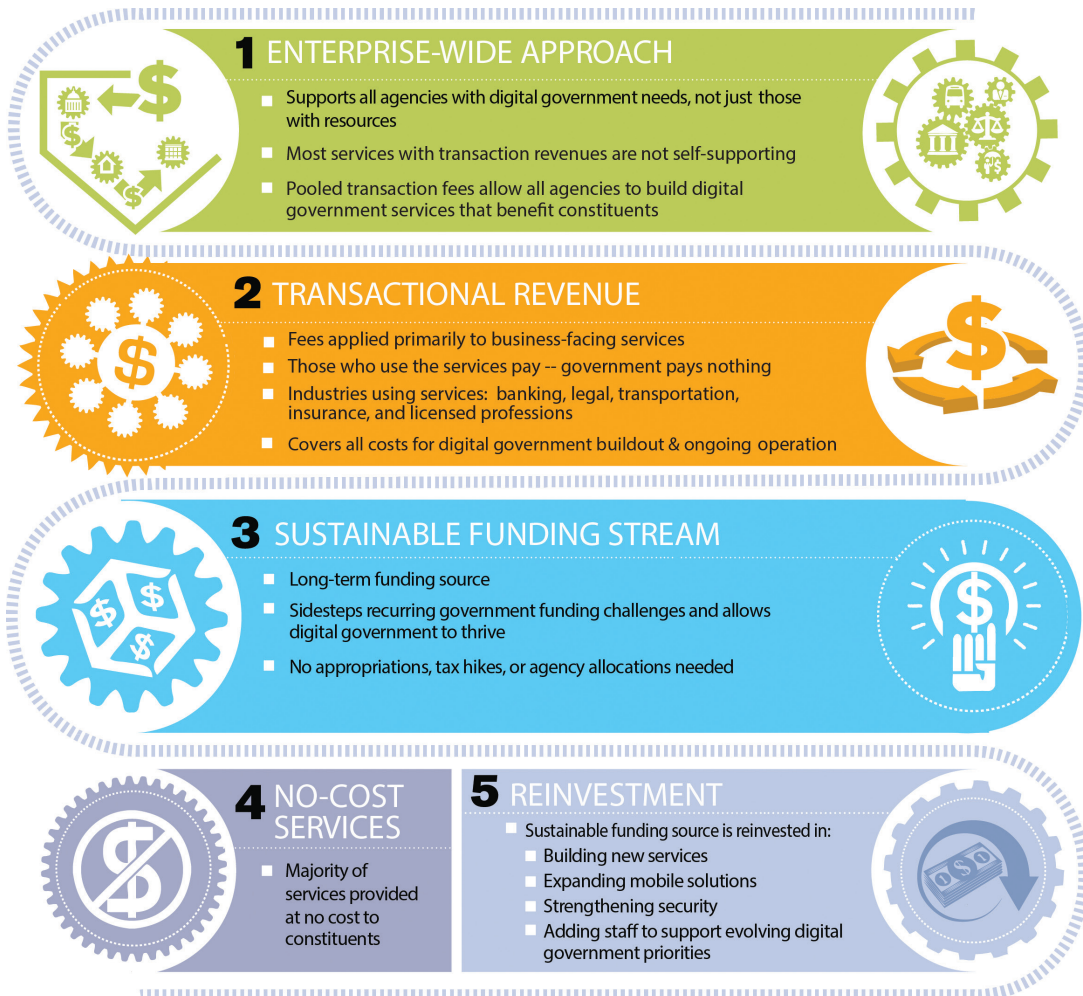 1 ENTERPRISE-WIDE APPROACH
Supports all agencies with digital government needs, not just those
with resources
Most services with transaction revenues are not self-supporting
Pooled transaction fees allow all agencies to build digital
government services that benefit constituents
2 TRANSACTIONAL REVENUE
Fees applied primarily to business-facing services
Those who use the services pay -- government pays nothing
Industries using services: banking, legal, transportation,
insurance, and licensed professions
Covers all costs for digital government buildout & ongoing operation
3 SUSTAINABLE FUNDING STREAM
Long-term funding source
Sidesteps recurring government funding challenges and allows
digital government to thrive
No appropriations, tax hikes, or agency allocations needed
4 NO-COST
SERVICES
Majority of
services provided
at no cost to
constituents
5 REINVESTMENT
Sustainable funding source is reinvested in:
Building new services
Expanding mobile solutions
Strengthening security
Adding staff to support evolving digital
government priorities